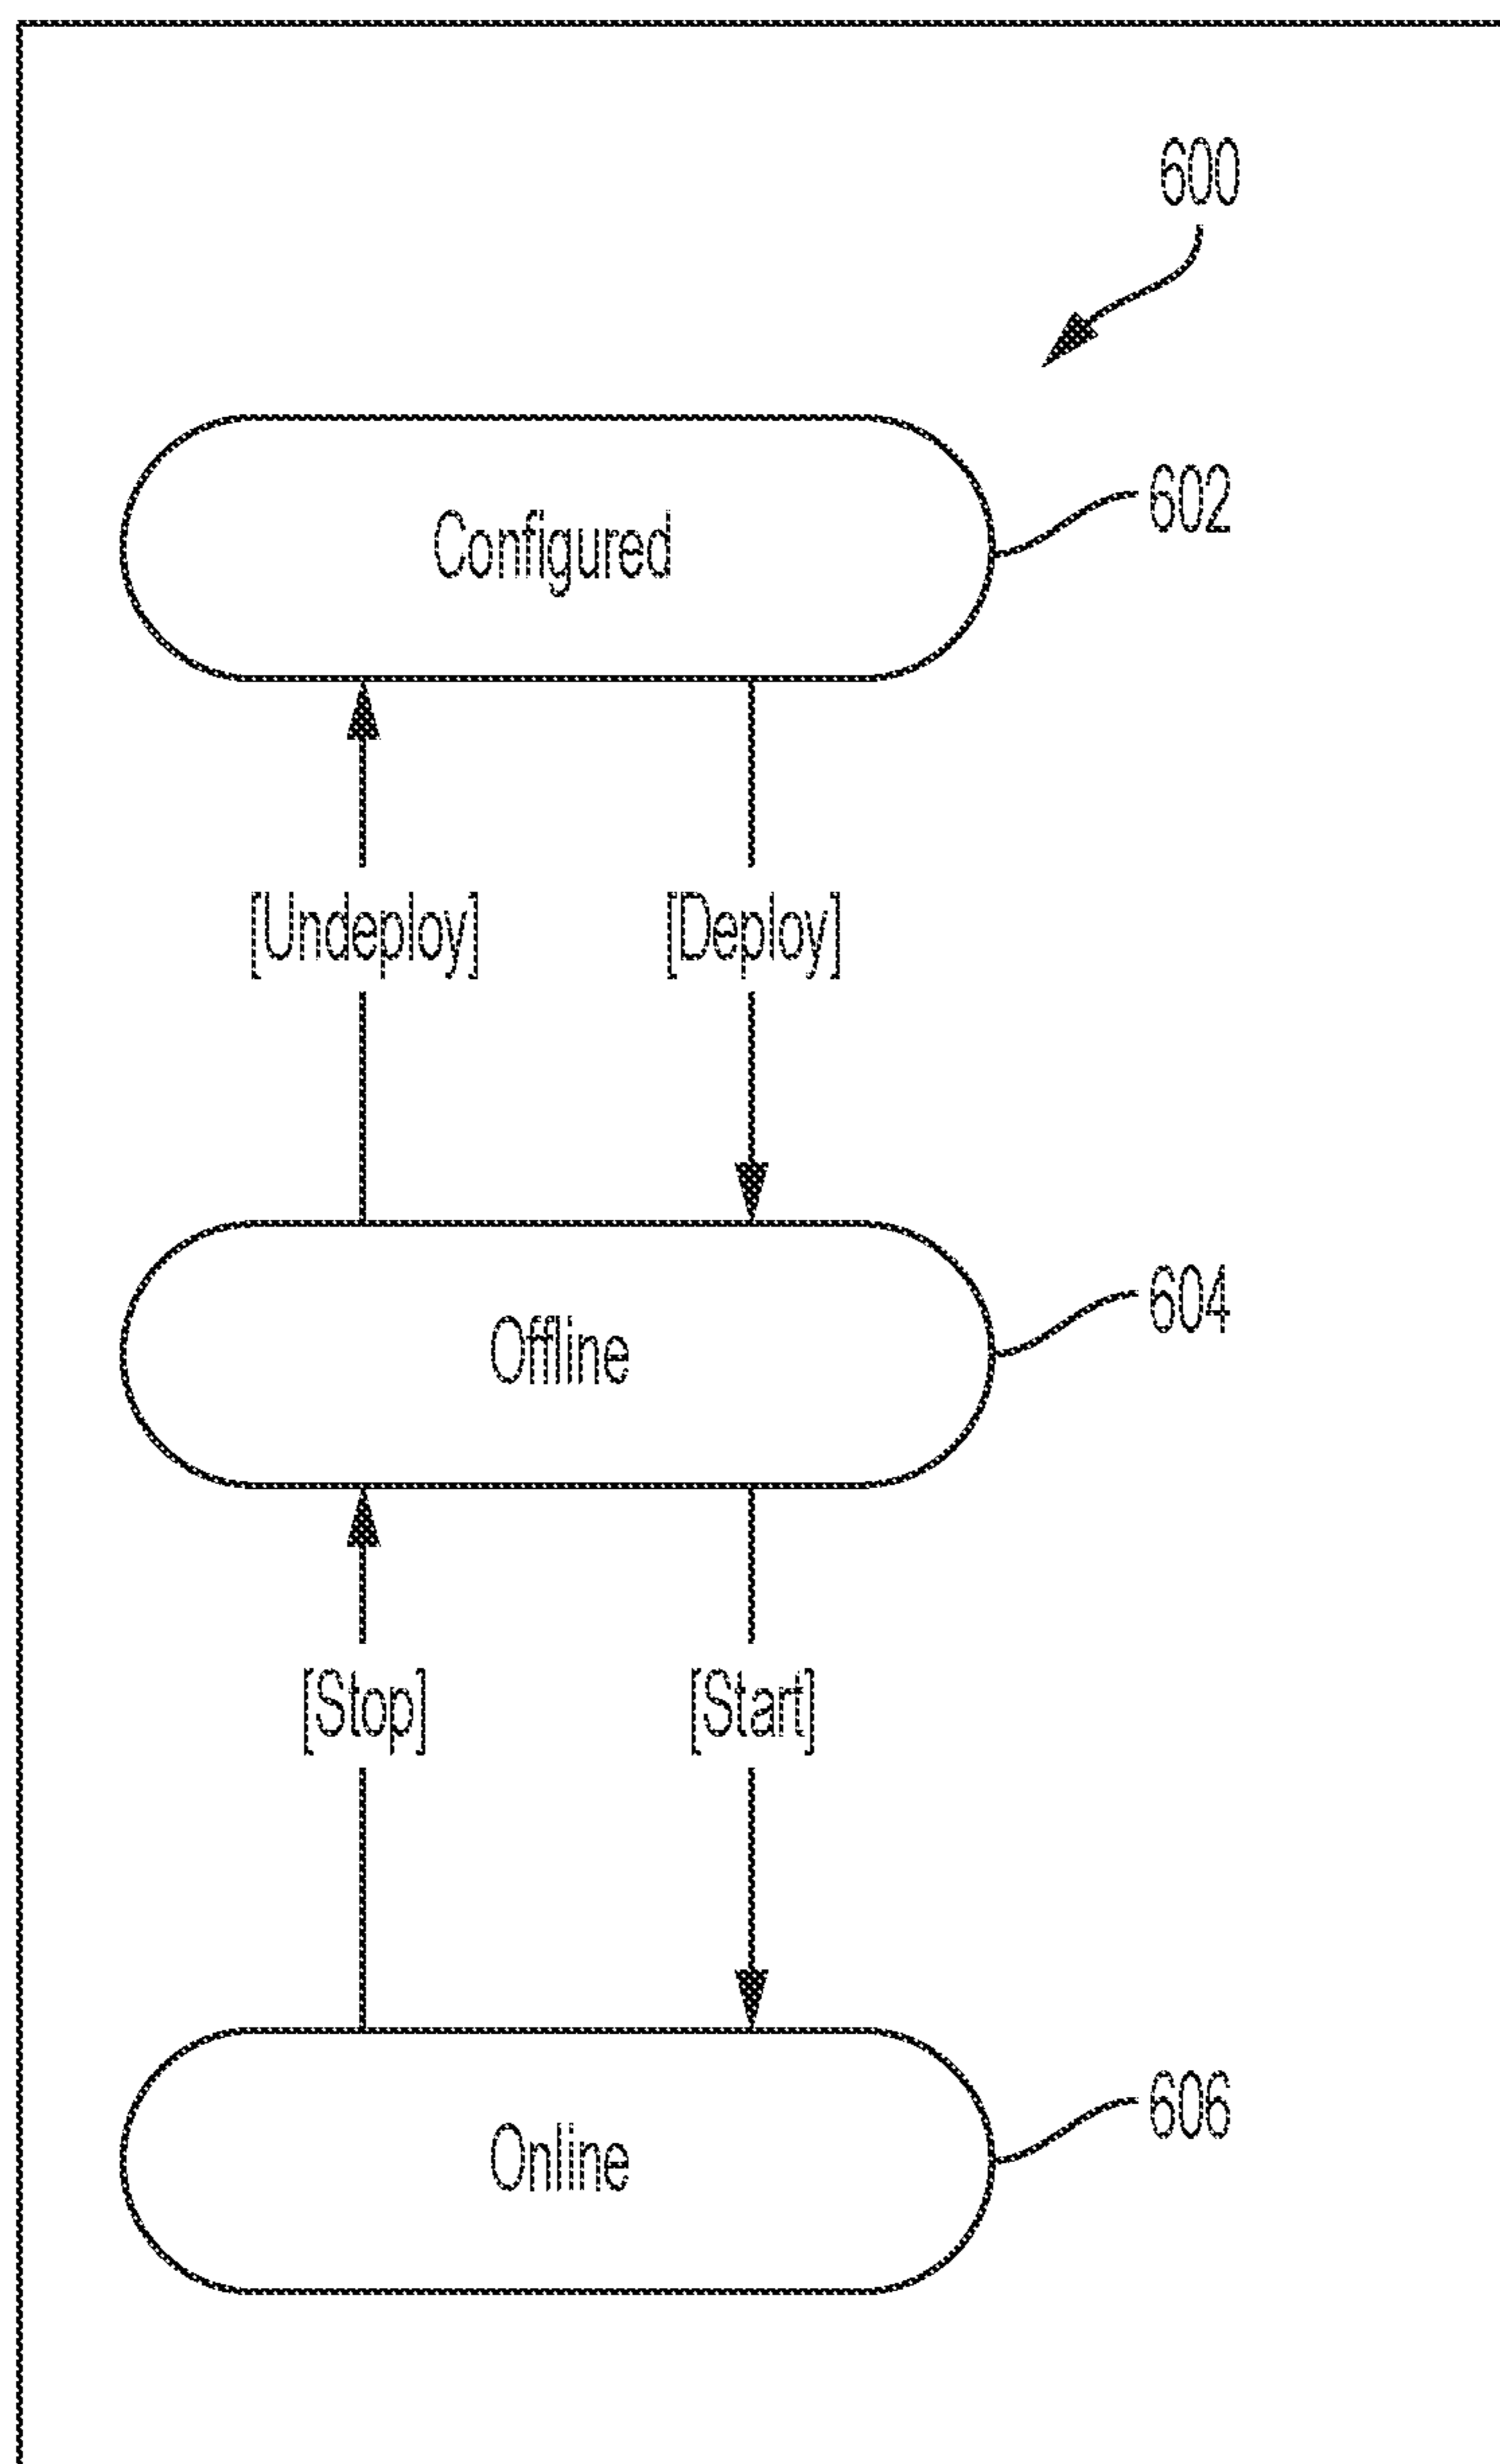 600
Configured
602
[Undeploy]
[Deploy]
Offline
604
[Stop]
[Start]
Online
606